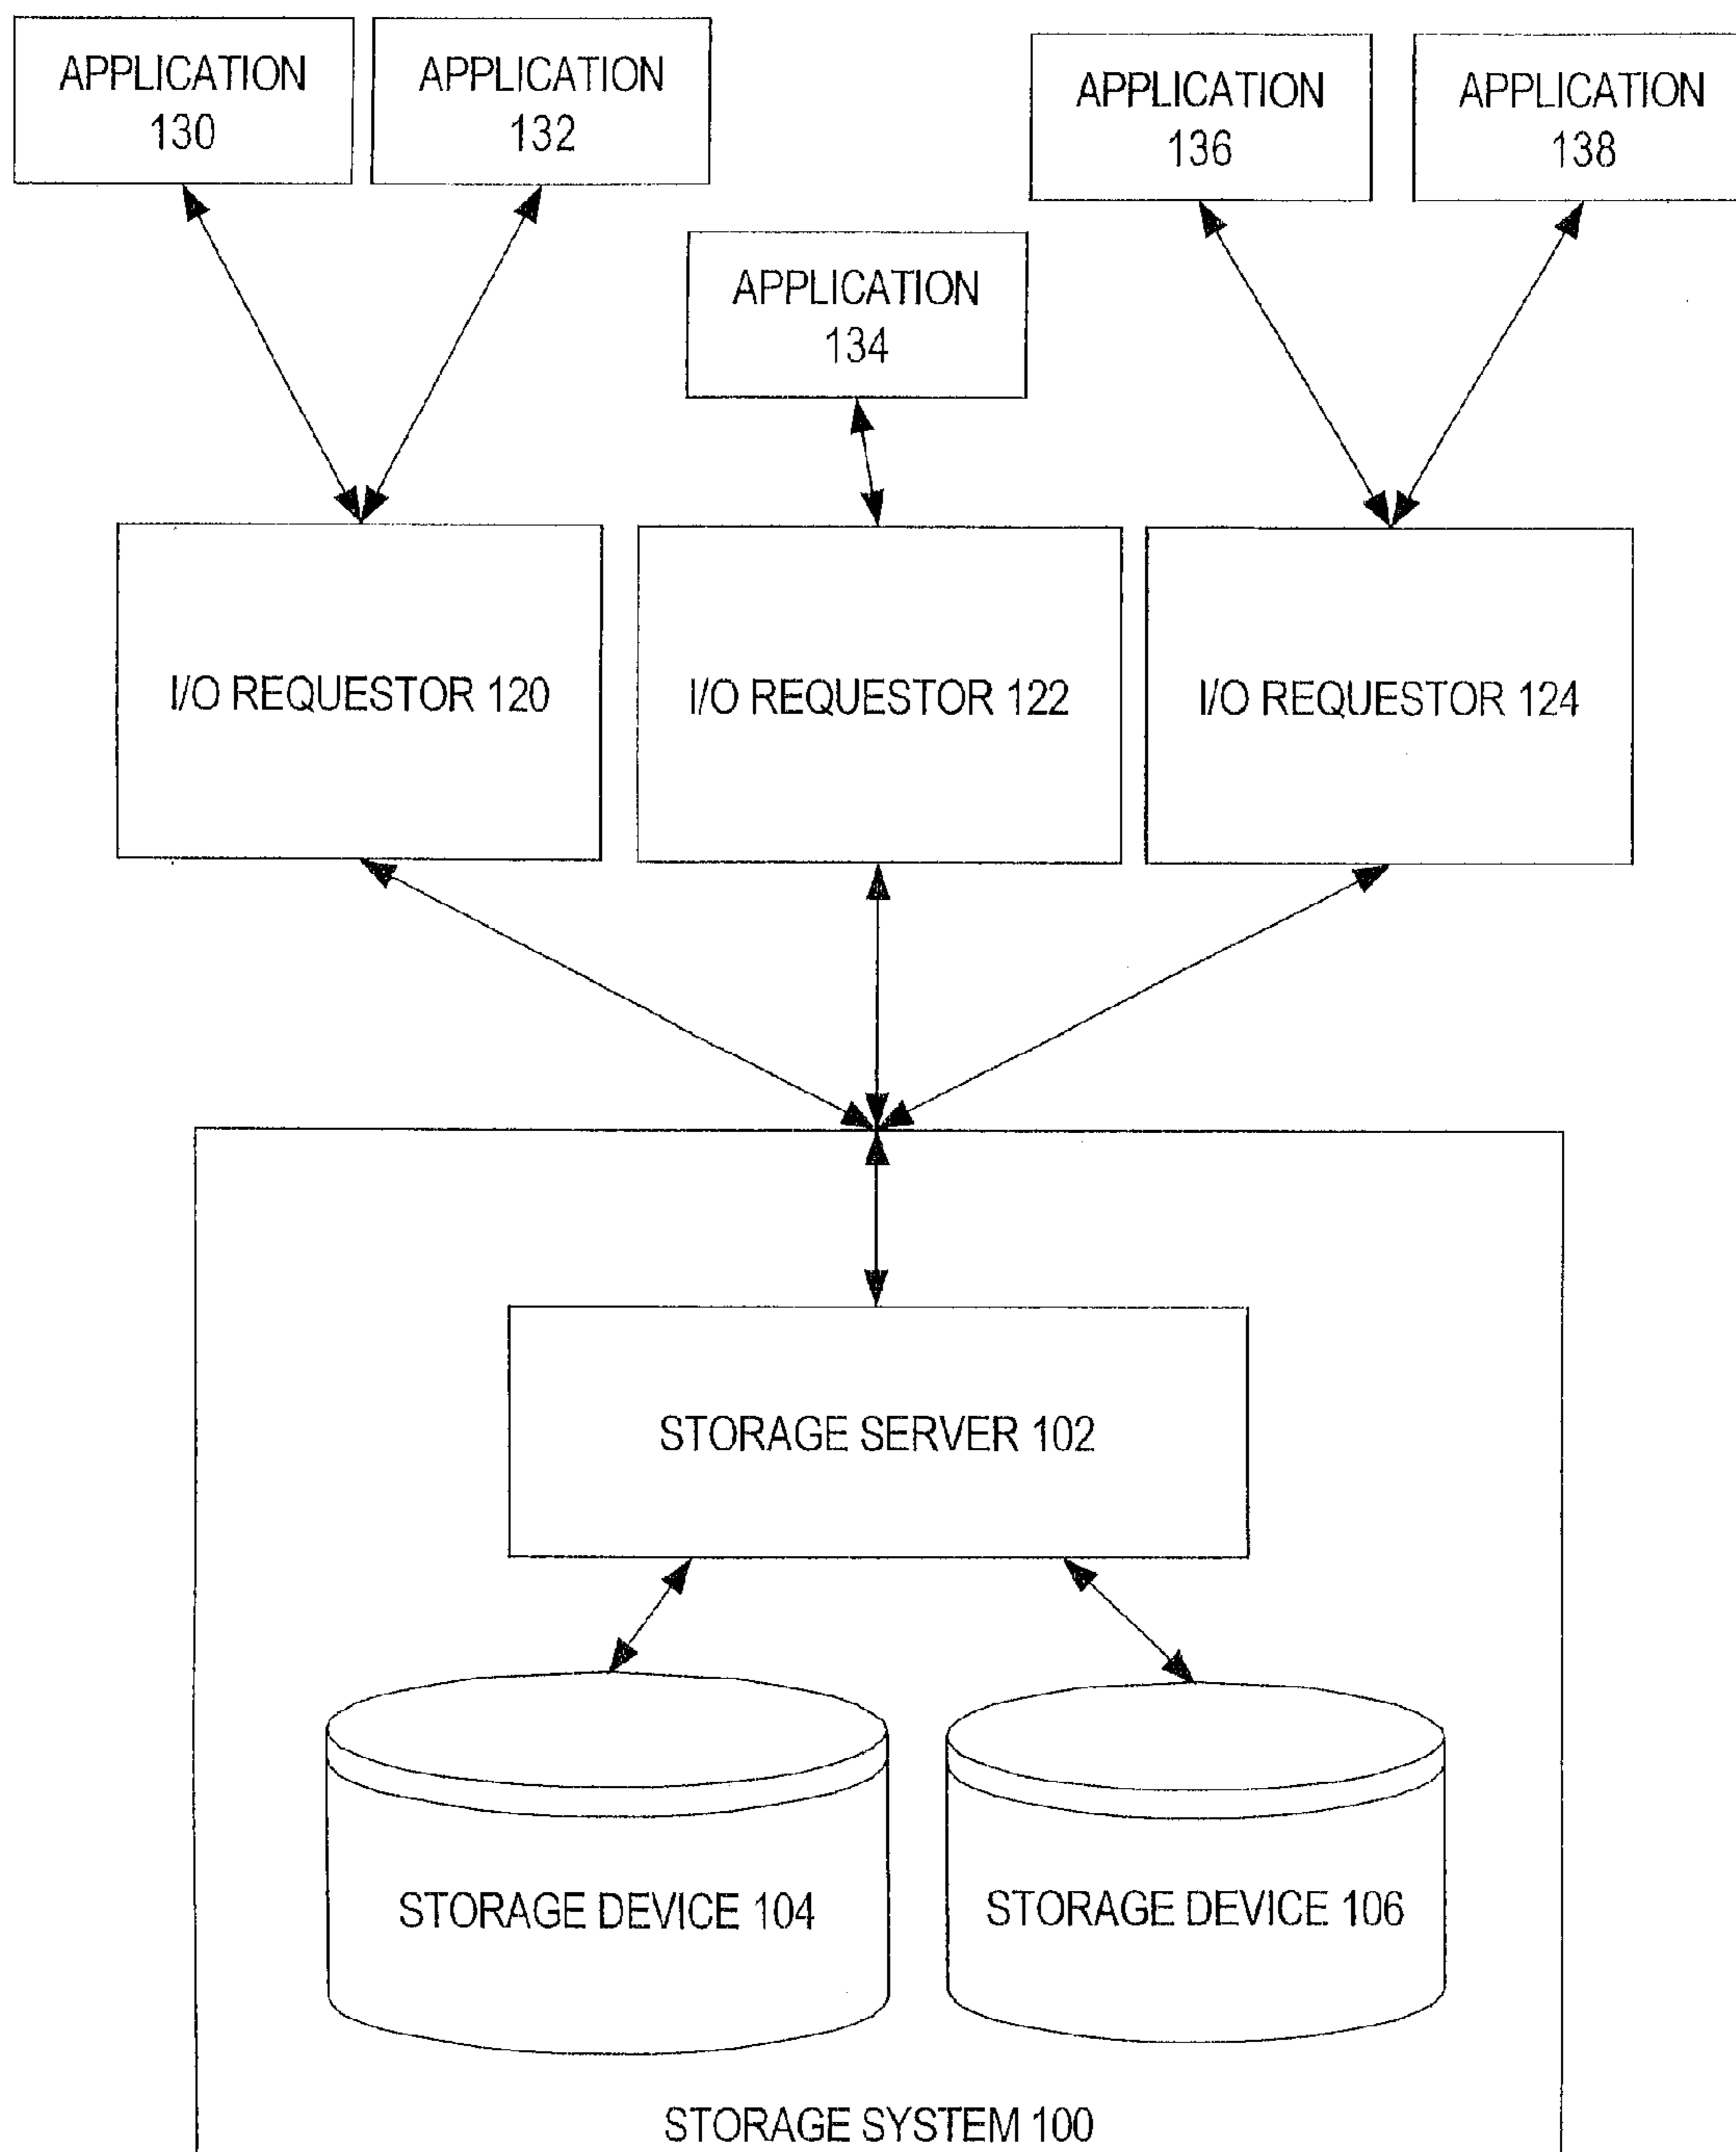 APPLICATION
130
APPLICATION
132
APPLICATION
136
APPLICATION
138
APPLICATION
134
I/O REQUESTOR 120
I/O REQUESTOR 122
I/O REQUESTOR 124
STORAGE SERVER 102
STORAGE DEVICE 104
STORAGE DEVICE 106
STORAGE SYSTEM 100